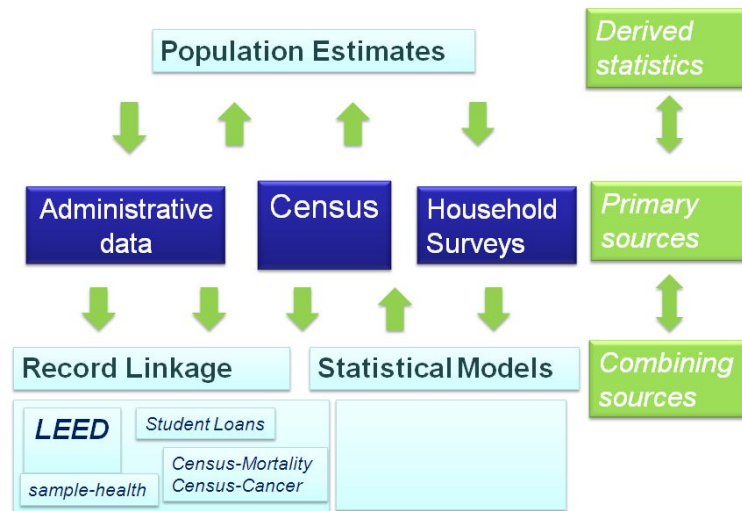 Population Estimates
Derived
statistics
Administrative
data
Census
Household
Surveys
Primary
sources
Record Linkage
Statistical Models
Combining
sources
LEED
Student Loans
Census-Mortality
Census-Cancer
sample-health